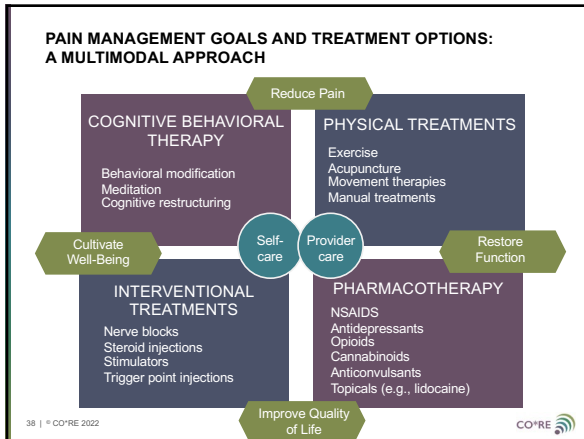 PAIN MANAGEMENT GOALS AND TREATMENT OPTIONS:
A MULTIMODAL APPROACH
Reduce Pain
COGNITIVE BEHAVIORAL
THERAPY
Behavioral modification
Meditation
Cognitive restructuring
PHYSICAL TREATMENTS
Exercise
Acupuncture
Movement therapies
Manual treatments
Cultivate
Well-Being
Self-
care
Provider
care
Restore
Function
INTERVENTIONAL
TREATMENTS
Nerve blocks
Steroid injections
Stimulators
Trigger point injections
PHARMACOTHERAPY
NSAIDS
Antidepressants
Opioids
Cannabinoids
Anticonvulsants
Topicals (e.g., lidocaine)
Improve Quality
of Life
38 | © CO*RE 2022
CO*RE